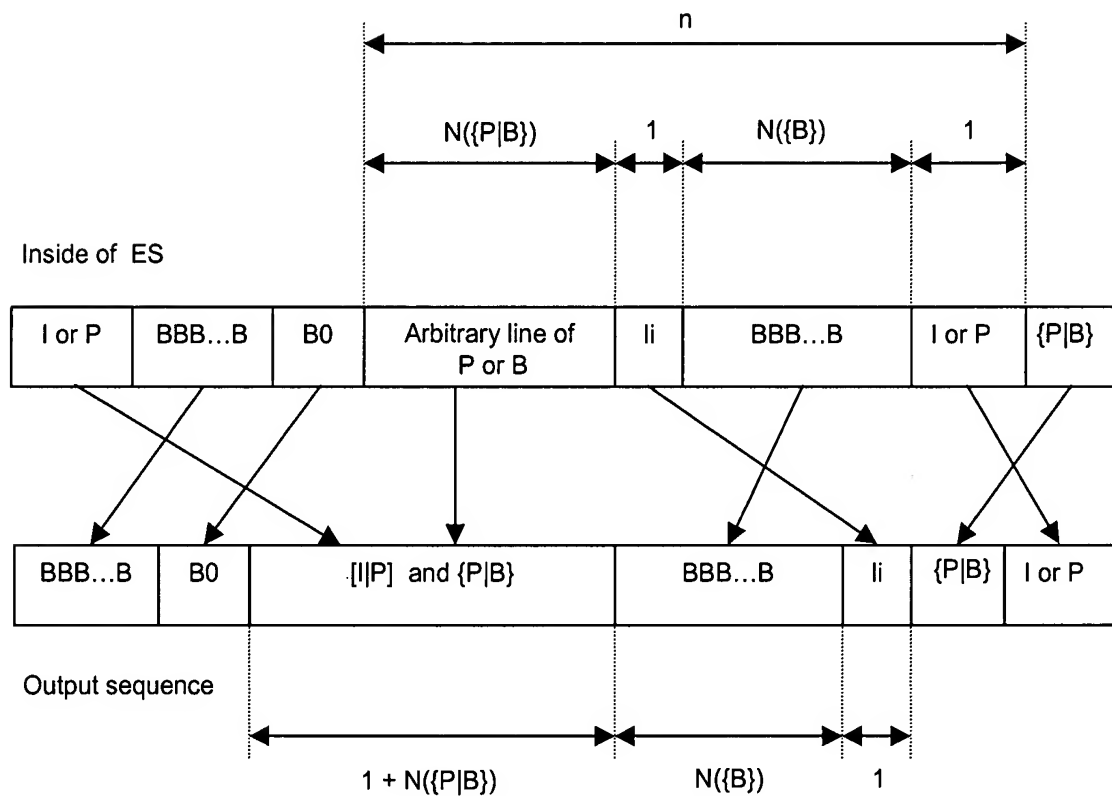 n
N({P|B})
1
N({B})
1
Inside of ES
I or P
BBB...B
B0
Arbitrary line of
P or B
Ii
BBB...B
I or P
{P|B}
BBB...B
B0
[I|P] and {P|B}
BBB...B
Ii
{P|B}
I or P
Output sequence
1 + N({P|B})
N({B})
1